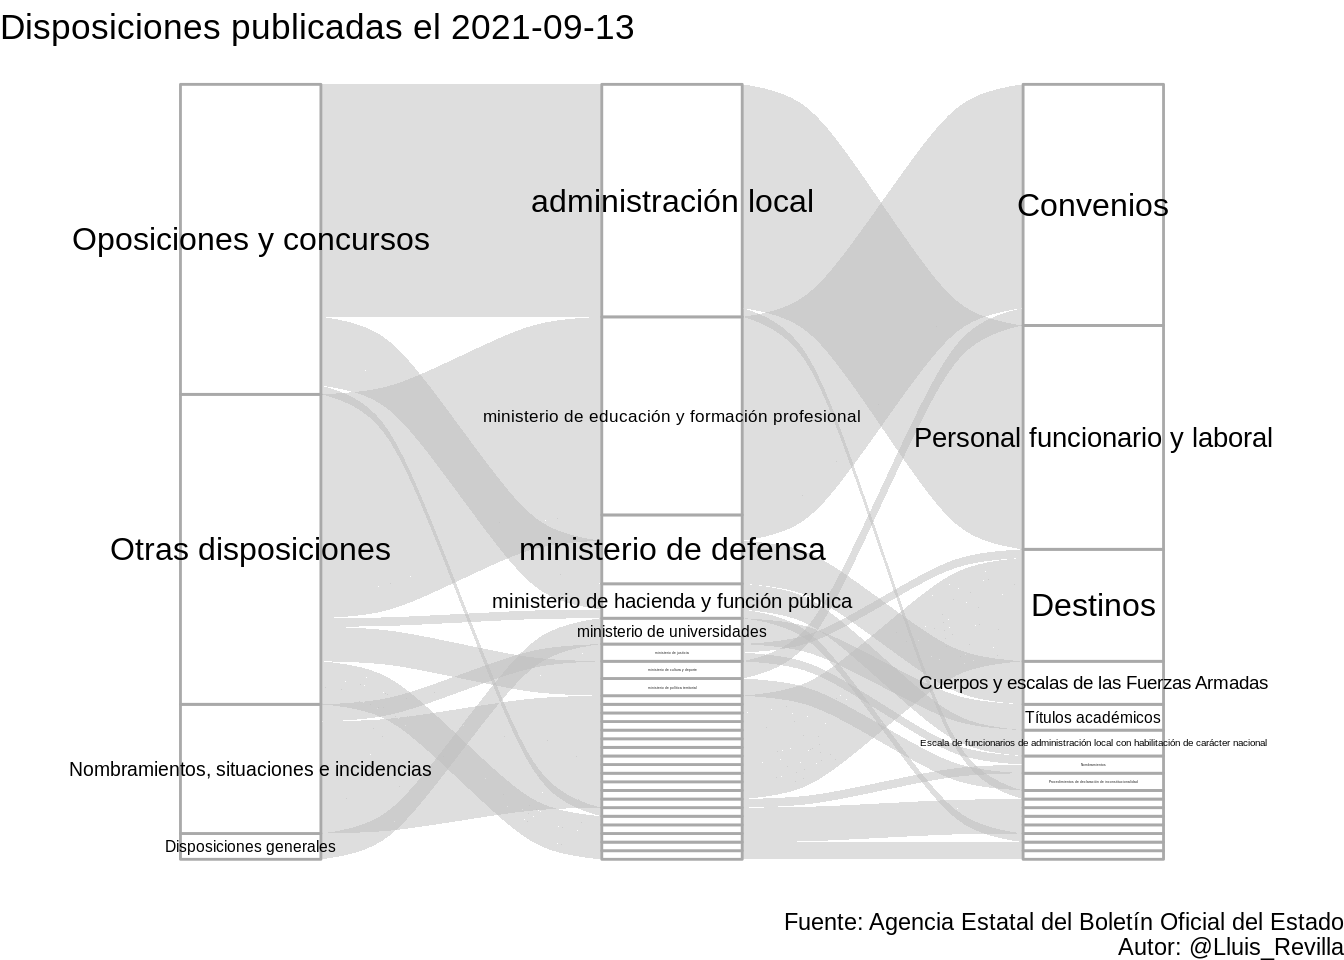 Disposiciones publicadas el 2021-09-13
Oposiciones y concursos
Otras disposiciones
Nombramientos, situaciones e incidencias
Disposiciones generales
administración local
ministerio de educación y formación profesional
ministerio de defensa
ministerio de hacienda y función pública
ministerio de universidades
ministerio de justicia
ministerio de cultura y deporte
ministerio de política territorial
Convenios
Personal funcionario y laboral
Destinos
Cuerpos y escalas de las Fuerzas Armadas
Títulos académicos
Escala de funcionarios de administración local con habilitación de carácter nacional
Nombramientos
Procedimientos de declaración de inconstitucionalidad
Fuente: Agencia Estatal del Boletín Oficial del Estado
Autor: @Lluis_Revilla